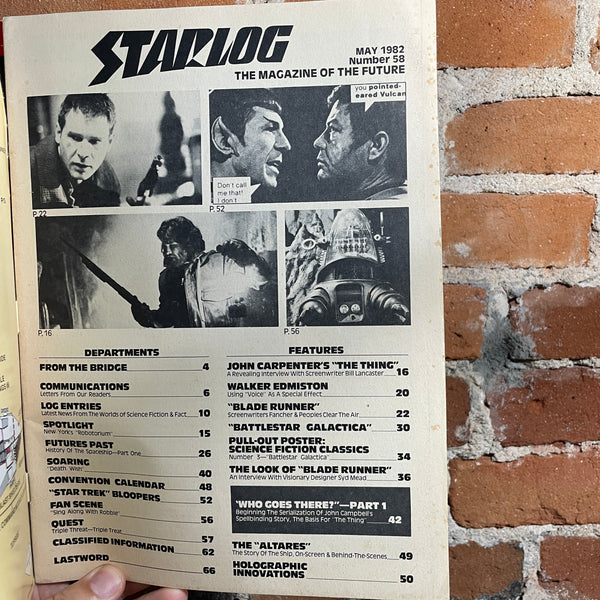 STARLOG
MAY 1982
Number 58
THE MAGAZINE OF THE FUTURE
you pointed-
eared Vulcan
Don't call
me that!
I don't
P.22
P.52
P.16
P.56
DEPARTMENTS
FROM THE BRIDGE 4
COMMUNICATIONS 6
Letters From Our Readers
LOG ENTRIES 10
Latest News From The Worlds of Science Fiction & Fact
SPOTLIGHT 15
New York's "Robotorium"
FUTURES PAST 26
History Of The Spaceship—Part One
SOARING 40
"Death Wish"
CONVENTION CALENDAR 48
"STAR TREK" BLOOPERS 52
FAN SCENE 56
"Sing Along With Robbie"
QUEST 57
Triple Threat—Triple Treat
CLASSIFIED INFORMATION 62
LASTWORD 66
FEATURES
JOHN CARPENTER'S "THE THING" 16
A Revealing Interview With Screenwriter Bill Lancaster
WALKER EDMISTON 20
Using "Voice" As A Special Effect
"BLADE RUNNER" 22
Screenwriters Fancher & Peoples Clear The Air
"BATTLESTAR GALACTICA" 30
PULL-OUT POSTER:
SCIENCE FICTION CLASSICS 34
Number 3—"Battlestar Galactica"
THE LOOK OF "BLADE RUNNER" 36
An Interview With Visionary Designer Syd Mead
"WHO GOES THERE?"—PART 1
Beginning The Serialization Of John Campbell's
Spellbinding Story, The Basis For "The Thing" 42
THE "ALTARES" 49
The Story Of The Ship, On-Screen & Behind-The-Scenes
HOLOGRAPHIC
INNOVATIONS 50